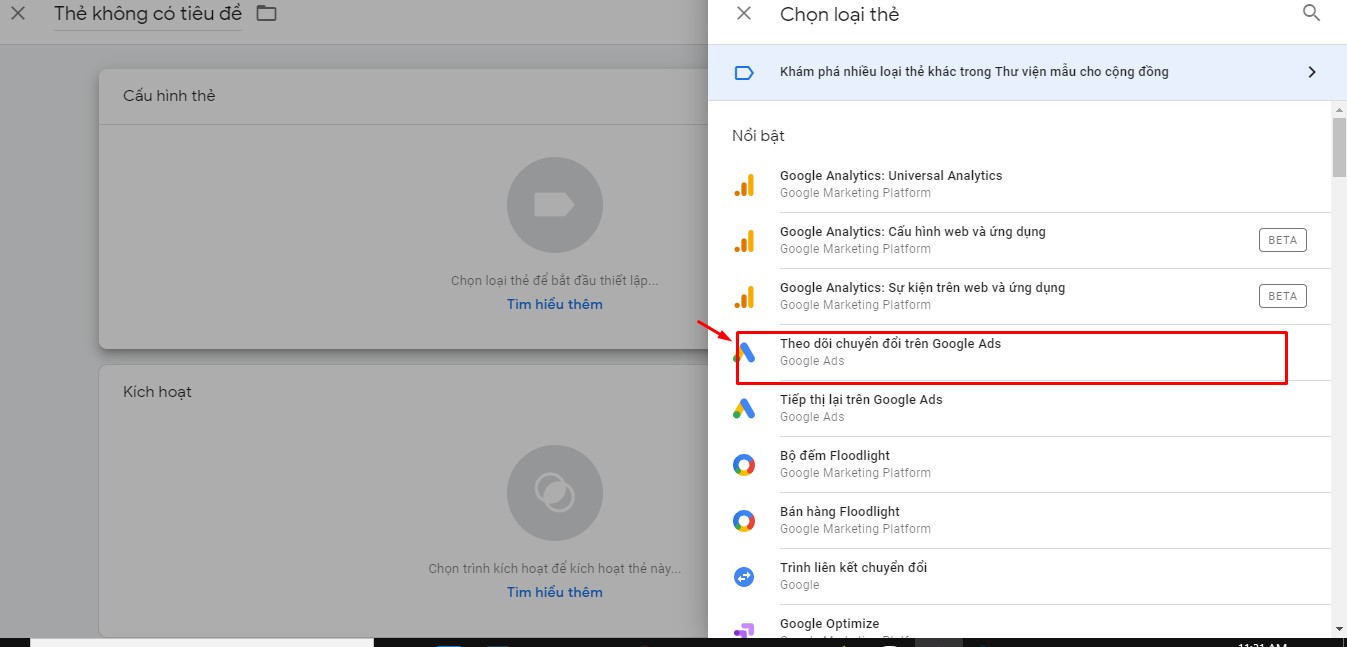 Thẻ không có tiêu đề
Cấu hình thẻ
Chọn loại thẻ để bắt đầu thiết lập...
Tìm hiểu thêm
Kích hoạt
Chọn trình kích hoạt để kích hoạt thẻ này...
Tìm hiểu thêm
Chọn loại thẻ
Khám phá nhiều loại thẻ khác trong Thư viện mẫu cho cộng đồng
Nổi bật
Google Analytics: Universal Analytics
Google Marketing Platform
Google Analytics: Cấu hình web và ứng dụng
Google Marketing Platform
BETA
Google Analytics: Sự kiện trên web và ứng dụng
Google Marketing Platform
BETA
Theo dõi chuyển đổi trên Google Ads
Google Ads
Tiếp thị lại trên Google Ads
Google Ads
Bộ đếm Floodlight
Google Marketing Platform
Bán hàng Floodlight
Google Marketing Platform
Trình liên kết chuyển đổi
Google
Google Optimize
Google Marketing Platform
11:21 AM